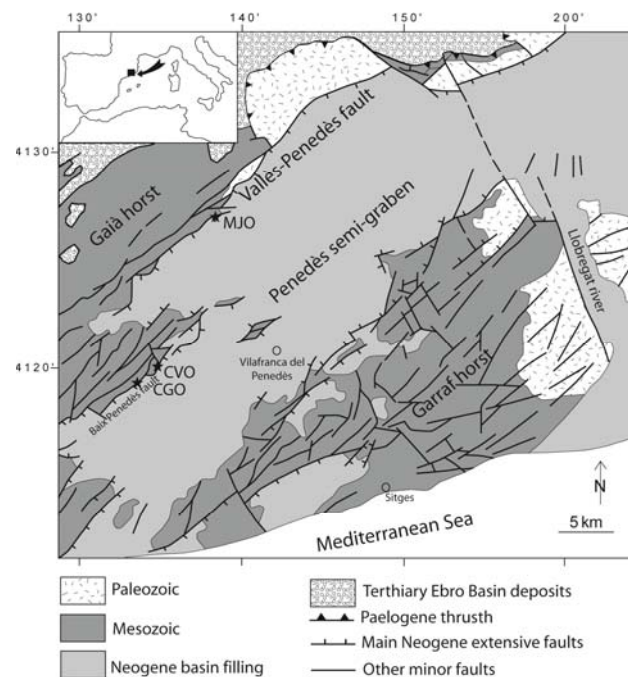 130' 140' 150' 200'
4130'
4120'
4110'
Vallès-Penedès fault
Gaià horst
MJO
Penedès semi-graben
Llobregat river
Vilafranca del
Penedès
CVO
CGO
Baix Penedès fault
Garraf horst
Sitges
N
5 km
Mediterranean Sea
Paleozoic
Mesozoic
Neogene basin filling
Terthiary Ebro Basin deposits
Paelogene thrusth
Main Neogene extensive faults
Other minor faults